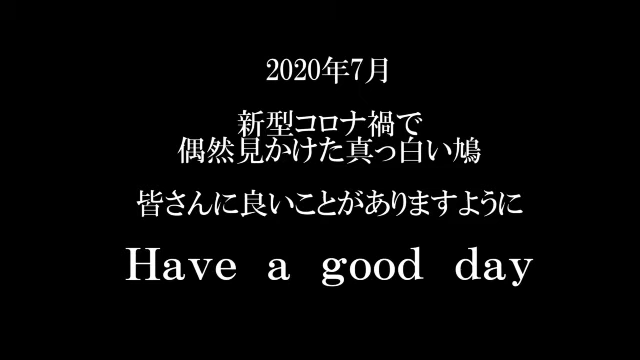 2020年7月
新型コロナ禍で
偶然見かけた真っ白い鳩
皆さんに良いことがありますように
Have a good day